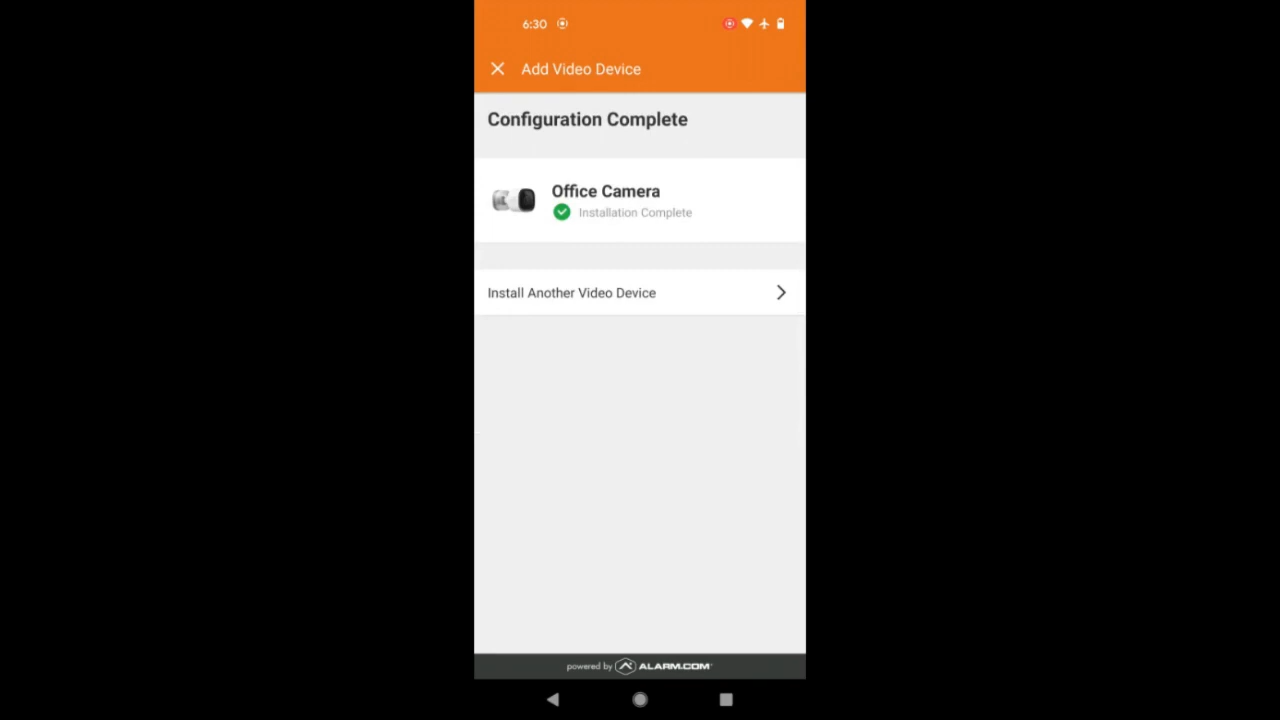 6:30
Add Video Device
Configuration Complete
Office Camera
Installation Complete
Install Another Video Device
powered by ALARM.COM